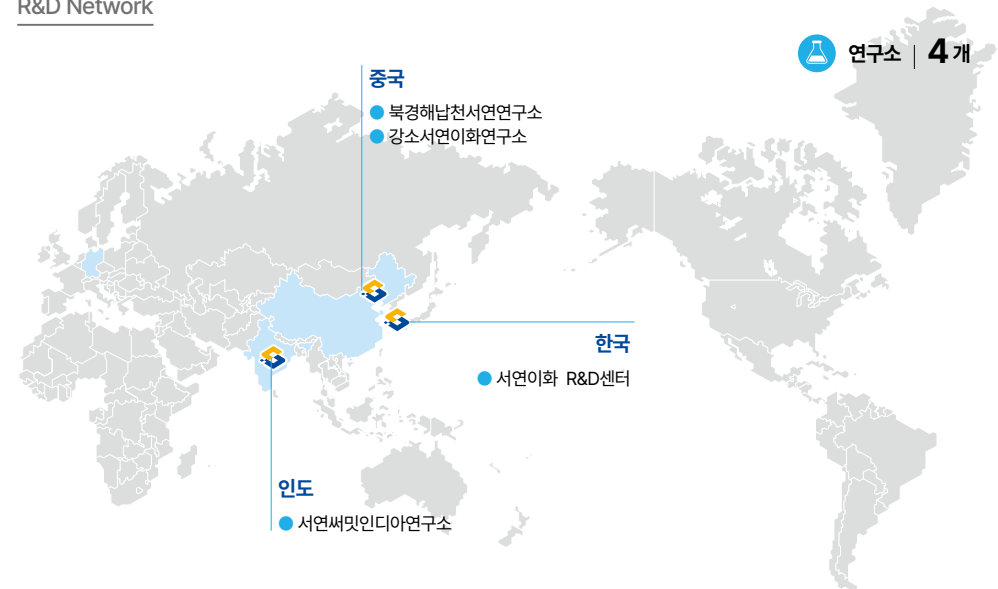 R&D Network
연구소 | 4 개
중국
북경해납천서연연구소
강소서연이화연구소
한국
서연이화 R&D센터
인도
서연써밋인디아연구소